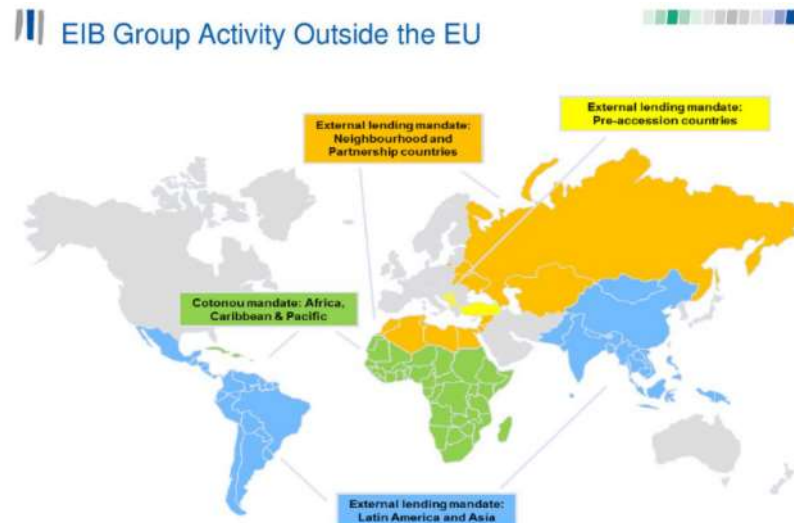 EIB Group Activity Outside the EU
External lending mandate:
Pre-accession countries
External lending mandate:
Neighbourhood and
Partnership countries
Cotonou mandate: Africa,
Caribbean & Pacific
External lending mandate:
Latin America and Asia